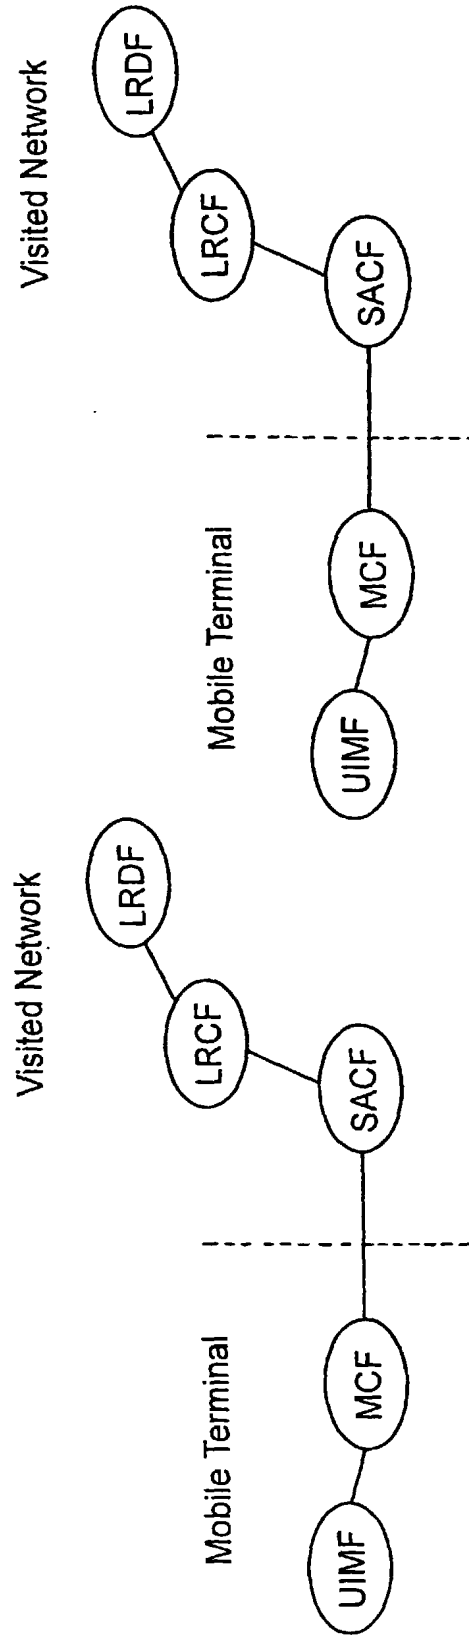 Visited Network
LRDF
LRCF
SACF
Mobile Terminal
MCF
UIMF
Visited Network
LRDF
LRCF
SACF
Mobile Terminal
MCF
UIMF